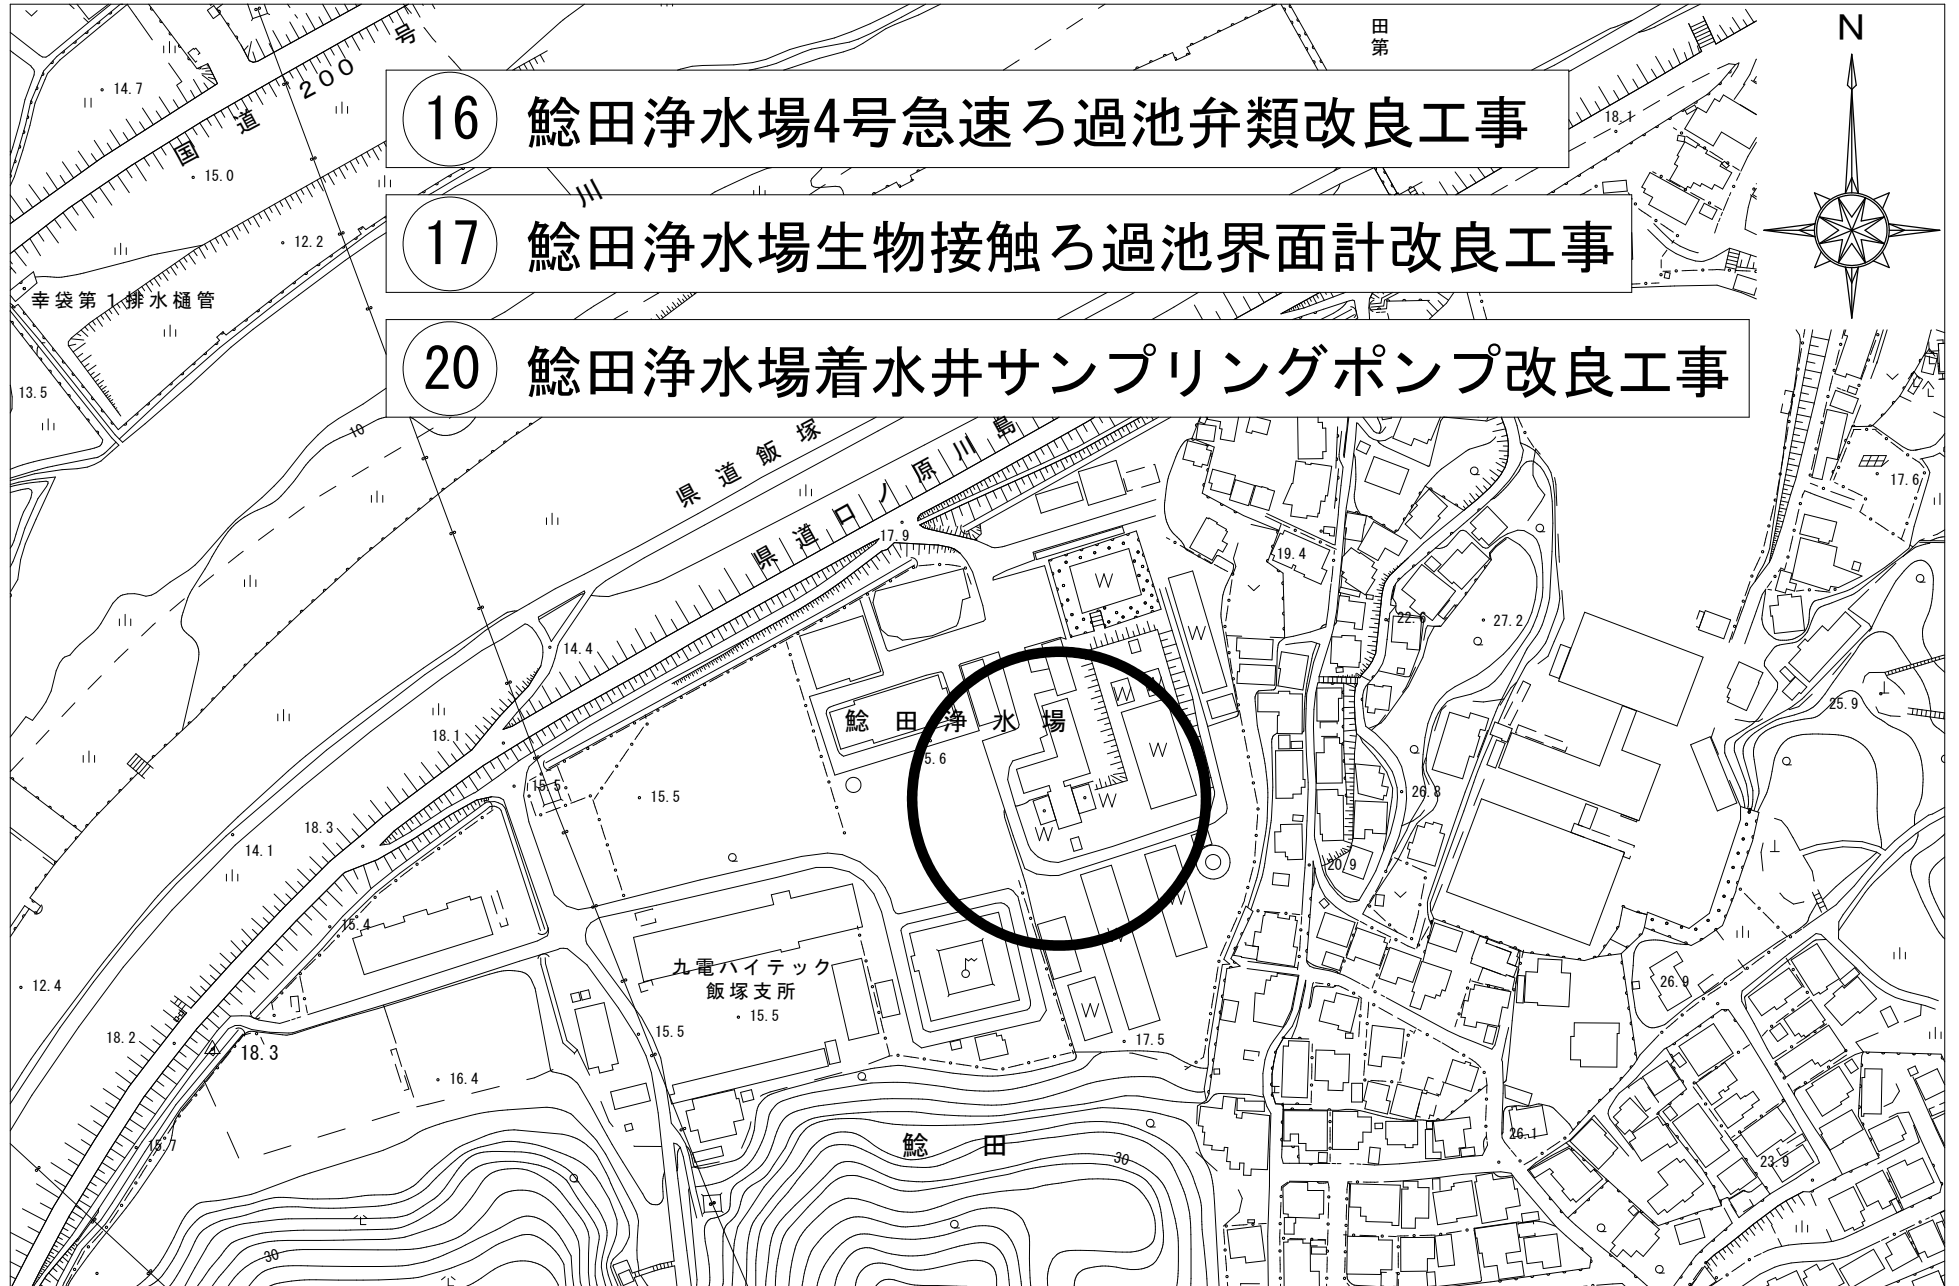 田
第
N
国道200号
14.7
⑯ 鯰田浄水場4号急速ろ過池弁類改良工事
18.1
15.0
川
⑰ 鯰田浄水場生物接触ろ過池界面計改良工事
12.2
幸袋第1排水樋管
⑳ 鯰田浄水場着水井サンプリングポンプ改良工事
13.5
10
県道飯塚
県道口ノ原川島
17.6
17.9
19.4
W
22.6
27.2
W
14.4
W
W
鯰田浄水場
25.9
18.1
W
5.6
15.5
15.5
26.8
W
W
18.3
14.1
20.9
W
15.4
W
九電ハイテック
飯塚支所
26.9
12.4
15.5
W
15.5
17.5
18.2
18.3
16.4
15.7
鯰田
30
26.1
23.9
30